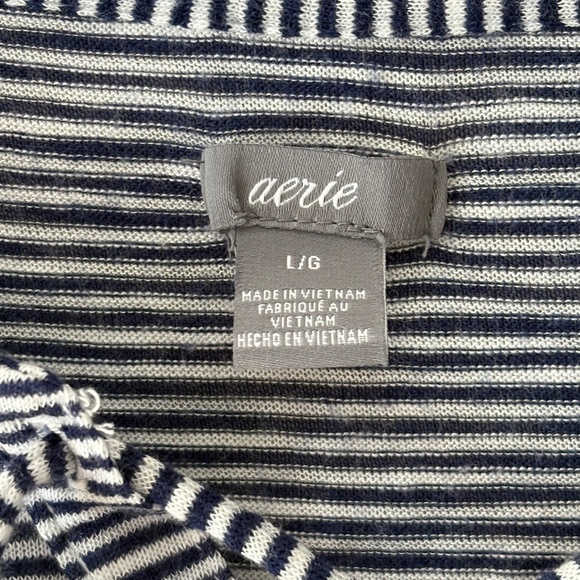 aerie
L/G
MADE IN VIETNAM
FABRIQUÉ AU
VIETNAM
HECHO EN VIETNAM